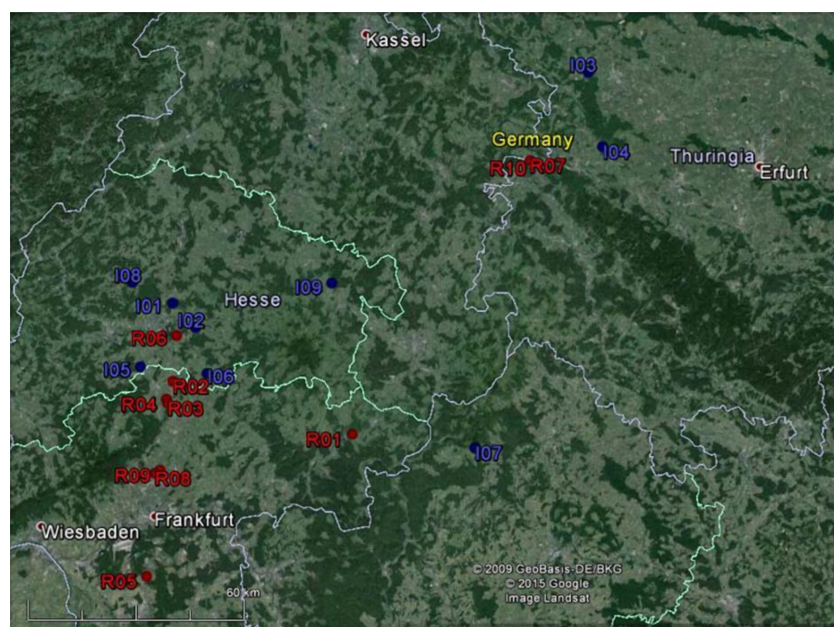 Kassel
I03
Germany
I04
Thuringia
R10 R07
Erfurt
I08
I09
Hesse
I01
I02
R06
I05
I06
R02
R04
R03
R01
I07
R09
R08
Frankfurt
Wiesbaden
© 2009 GeoBasis-DE/BKG
© 2015 Google
Image Landsat
R05
60 km